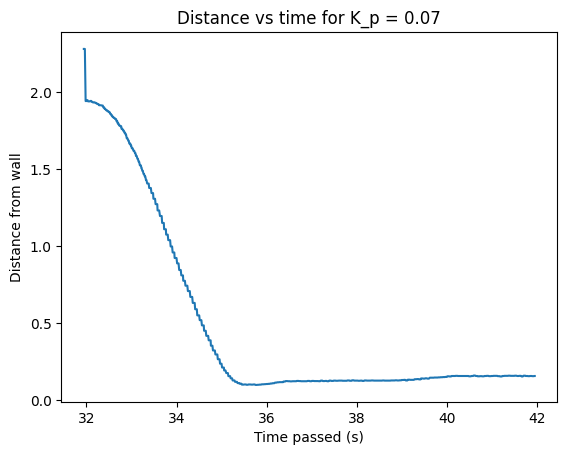 Distance vs time for K_p = 0.07
2.0
1.5
1.0
0.5
0.0
Distance from wall
32 34 36 38 40 42
Time passed (s)